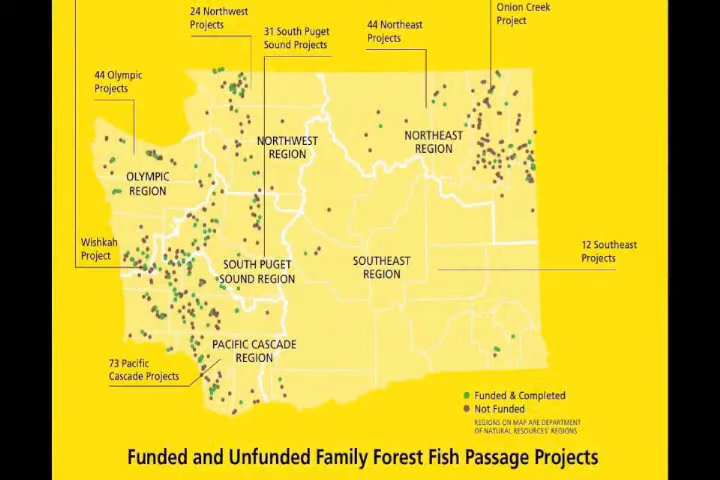 24 Northwest
Projects
31 South Puget
Sound Projects
44 Northeast
Projects
Onion Creek
Project
44 Olympic
Projects
NORTHWEST
REGION
NORTHEAST
REGION
OLYMPIC
REGION
Wishkah
Project
SOUTH PUGET
SOUND REGION
SOUTHEAST
REGION
12 Southeast
Projects
PACIFIC CASCADE
REGION
73 Pacific
Cascade Projects
Funded & Completed
Not Funded
REGIONS ON MAP ARE DEPARTMENT
OF NATURAL RESOURCES' REGIONS
Funded and Unfunded Family Forest Fish Passage Projects